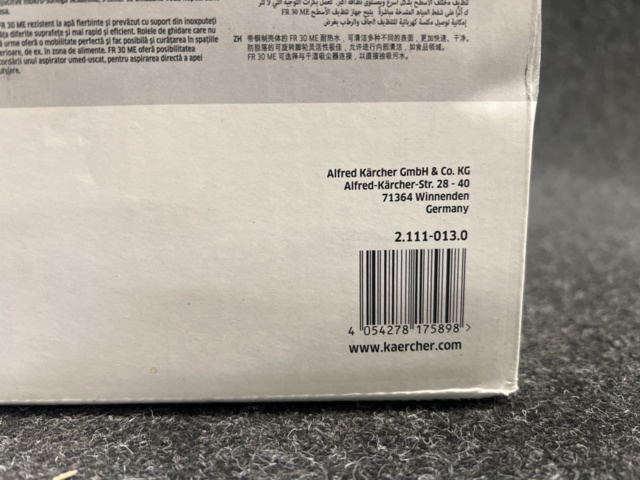 FR 30 ME rezistent la apă fierbinte și prevăzut cu suport din inox puteți
diferite suprafețe și mai rapid și eficient. Rolele de ghidare care nu
urme oferă o mobilitate perfectă și fac posibilă și curățarea în spațiile
de ex. în zona de alimente. FR 30 ME oferă posibilitatea
unui aspirator umed-uscat, pentru aspirarea directă a apei
ZH 带钢制壳体的 FR 30 ME 耐热水，可清洁多种不同的表面，更加快速、干净。
防脱落的可旋转脚轮灵活性极佳，允许进行内部清洁，如食品领域。
FR 30 ME 可选择与干湿吸尘器连接，以直接抽吸污水。
Alfred Kärcher GmbH & Co. KG
Alfred-Kärcher-Str. 28 - 40
71364 Winnenden
Germany
2.111-013.0
4 054278 175898 >
www.kaercher.com